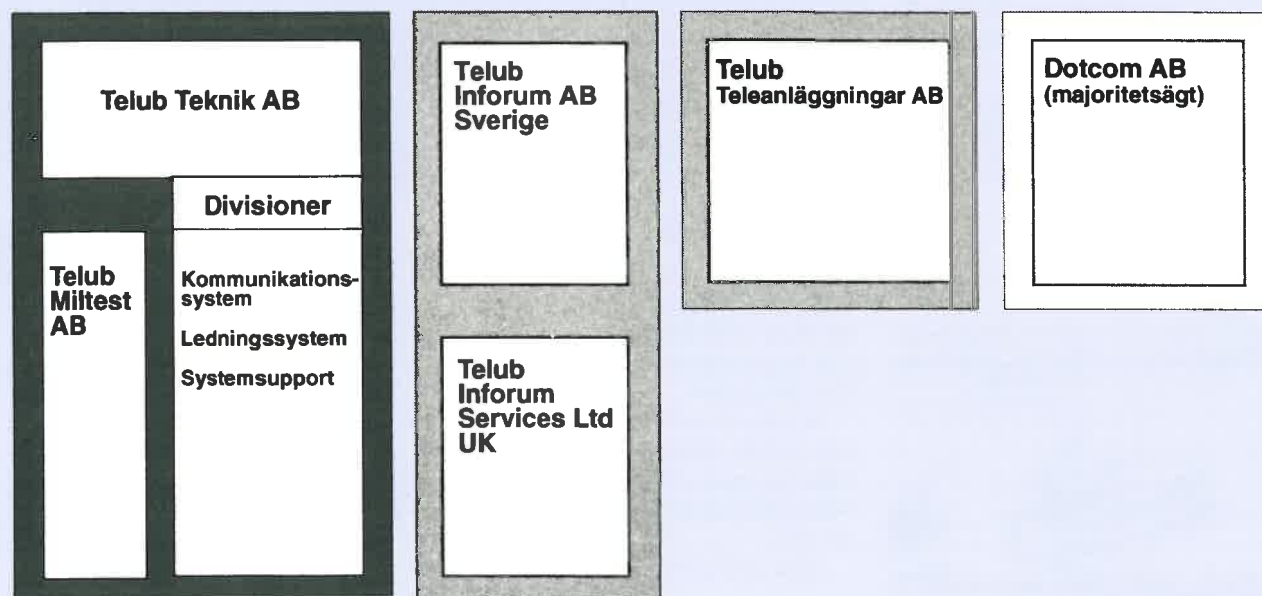 Telub Teknik AB
Divisioner
Telub
Miltest
AB
Kommunikations-
system
Ledningssystem
Systemsupport
Telub
Inforum AB
Sverige
Telub
Inforum
Services Ltd
UK
Telub
Teleanläggningar AB
Dotcom AB
(majoritetsägt)